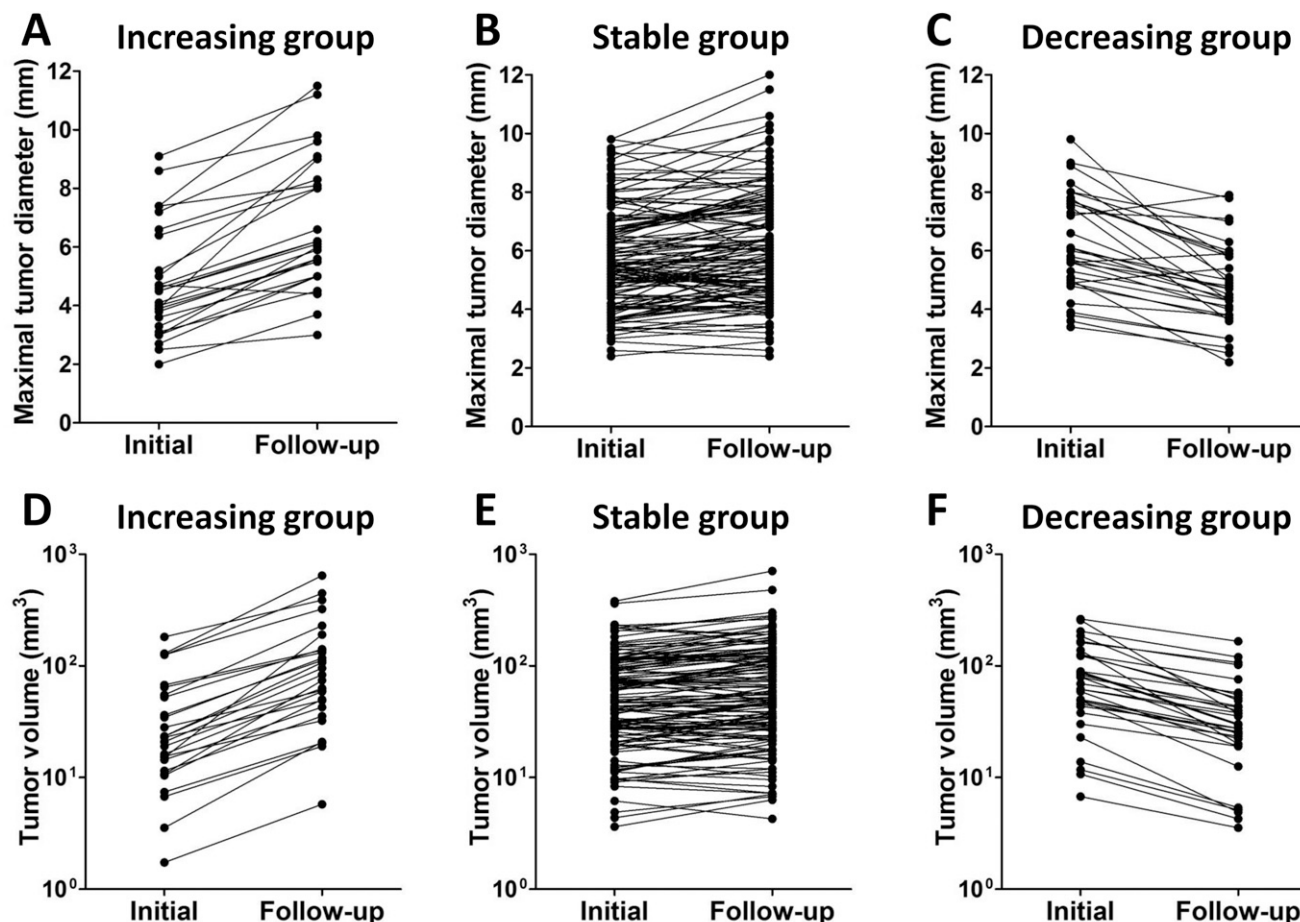 A Increasing group
Maximal tumor diameter (mm)
12
10
8
6
4
2
0
Initial Follow-up
B Stable group
Maximal tumor diameter (mm)
12
10
8
6
4
2
0
Initial Follow-up
C Decreasing group
Maximal tumor diameter (mm)
12
10
8
6
4
2
0
Initial Follow-up
D Increasing group
Tumor volume (mm³)
10³
10²
10¹
10⁰
Initial Follow-up
E Stable group
Tumor volume (mm³)
10³
10²
10¹
10⁰
Initial Follow-up
F Decreasing group
Tumor volume (mm³)
10³
10²
10¹
10⁰
Initial Follow-up